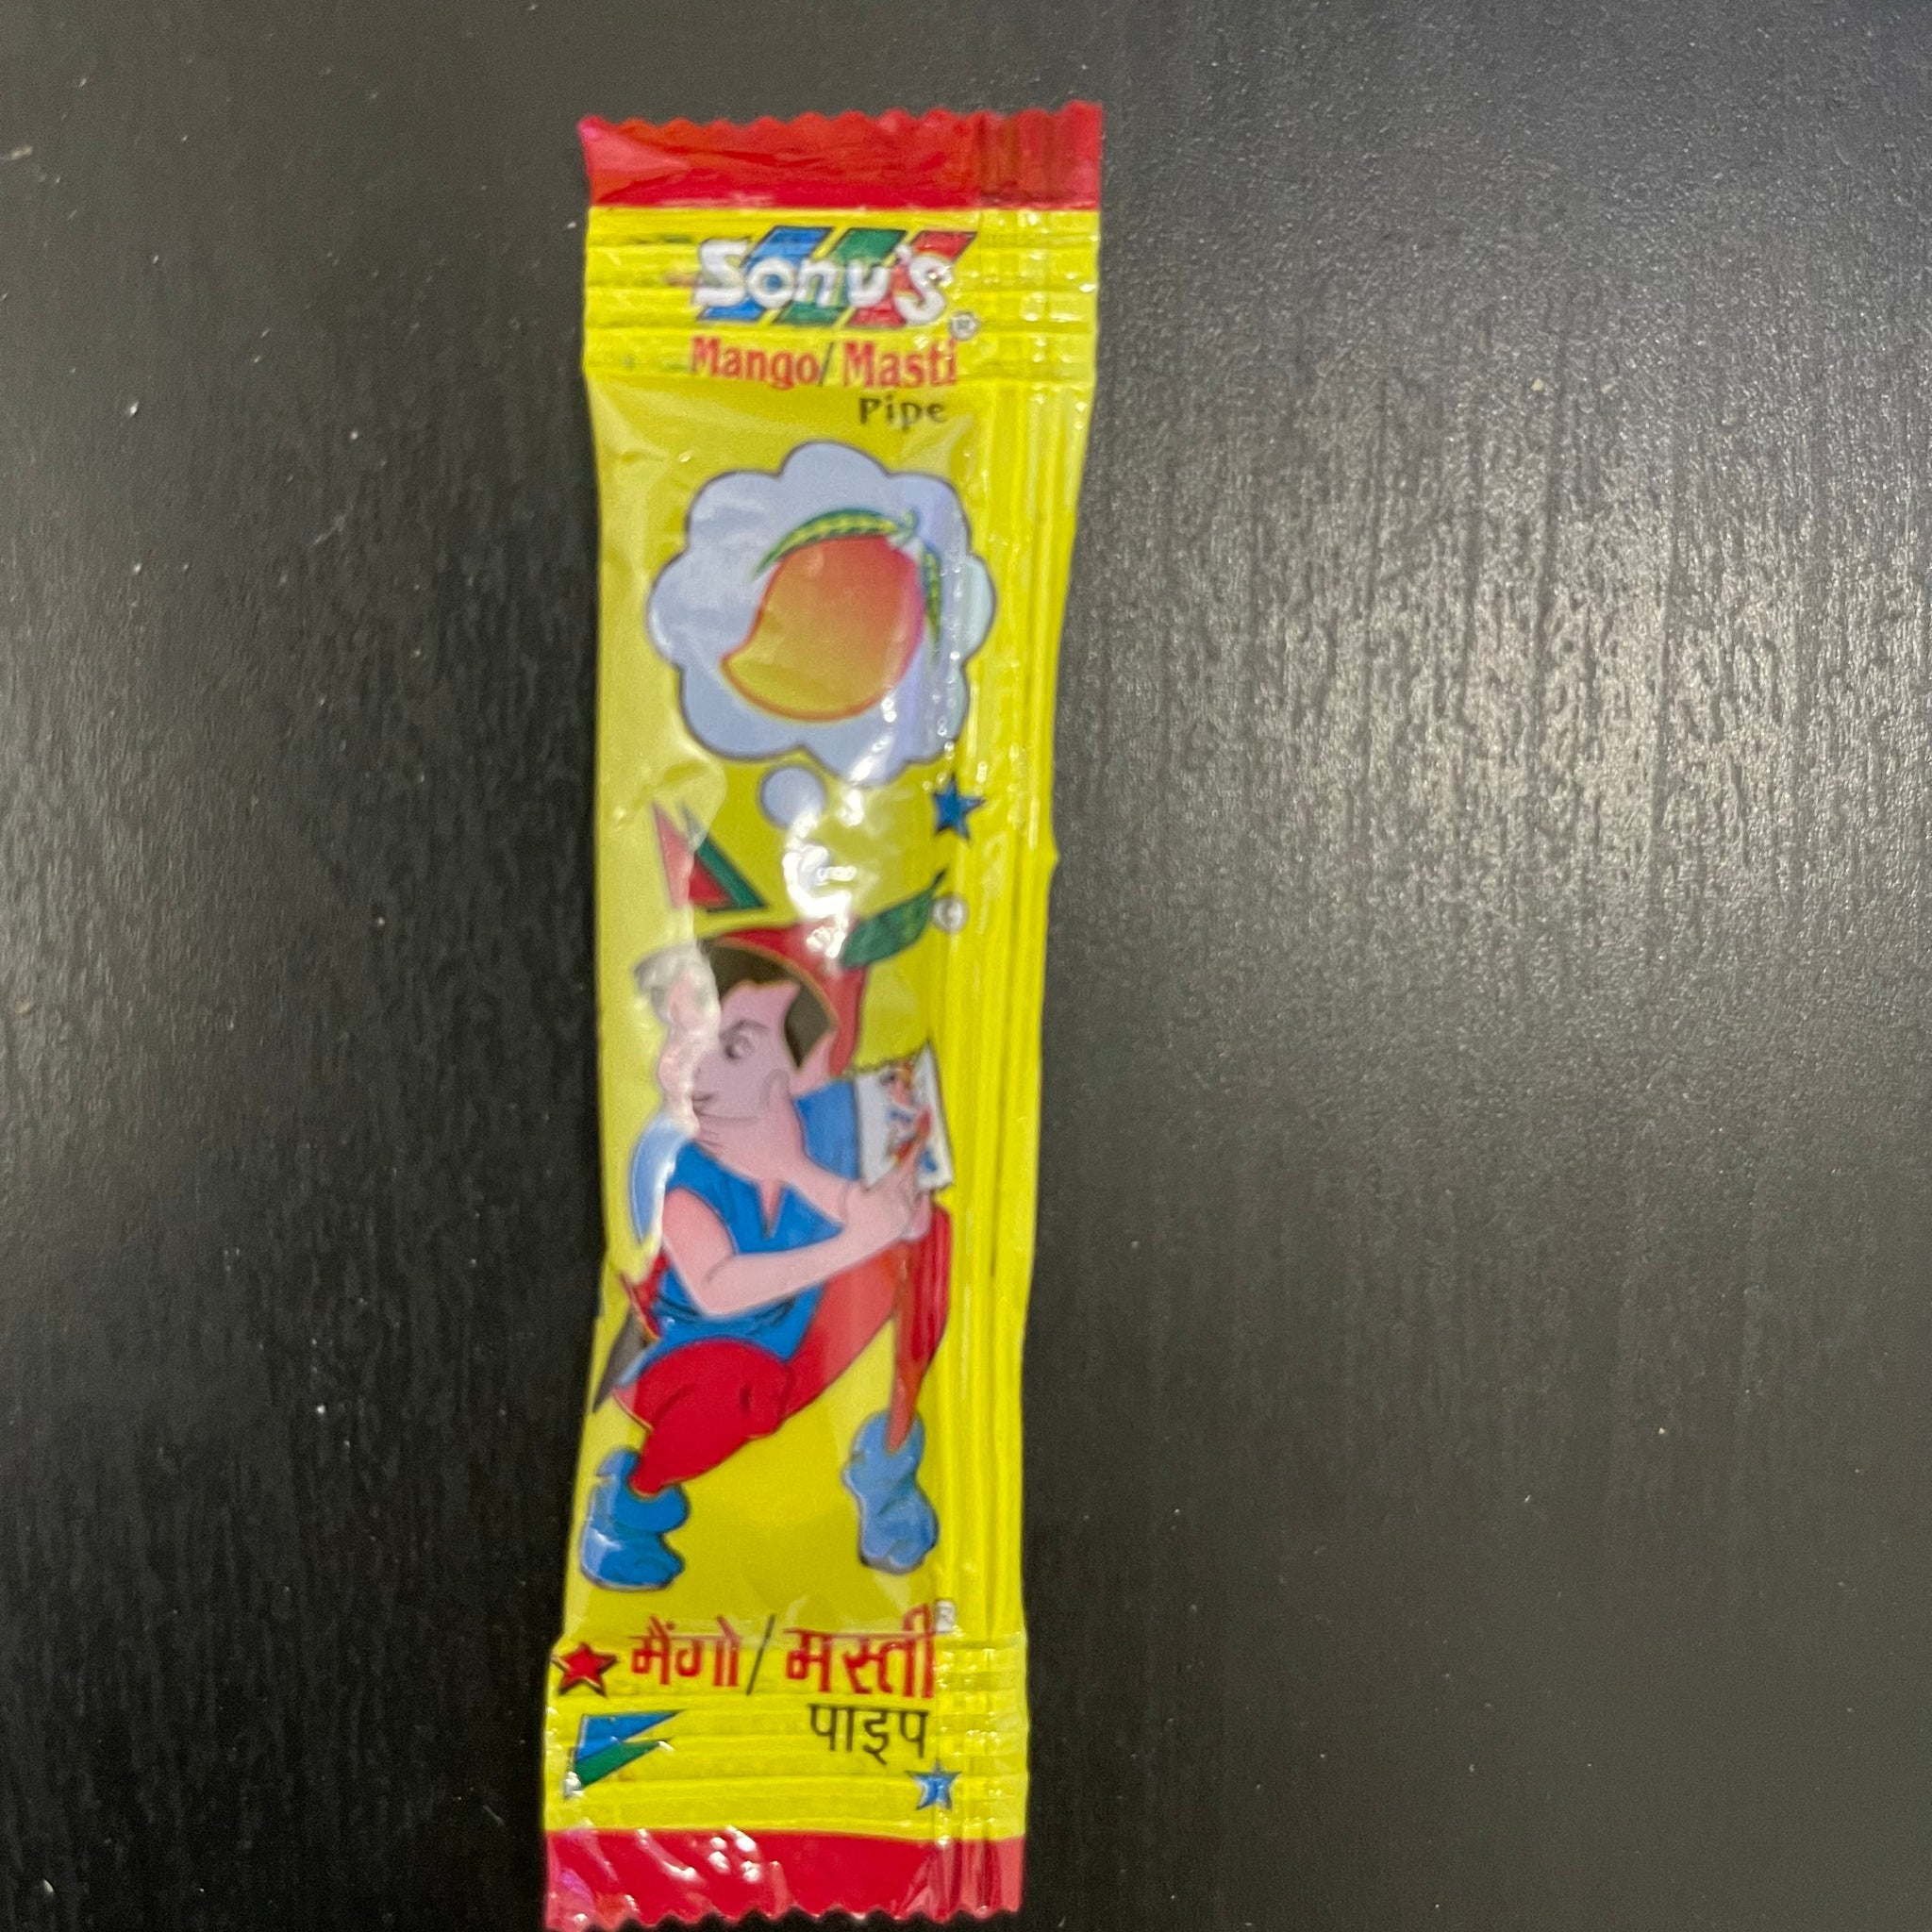 Sonu's®
Mango/Masti
Pipe
मैंगो/मस्ती®
पाइप